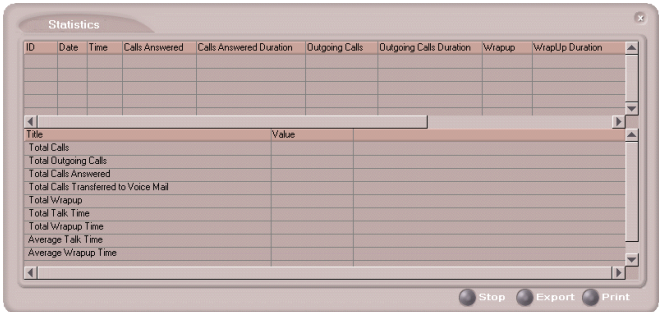 Statistics
ID Date Time Calls Answered Calls Answered Duration Outgoing Calls Outgoing Calls Duration Wrapup WrapUp Duration
Title Value
Total Calls
Total Outgoing Calls
Total Calls Answered
Total Calls Transferred to Voice Mail
Total Wrapup
Total Talk Time
Total Wrapup Time
Average Talk Time
Average Wrapup Time
Stop Export Print